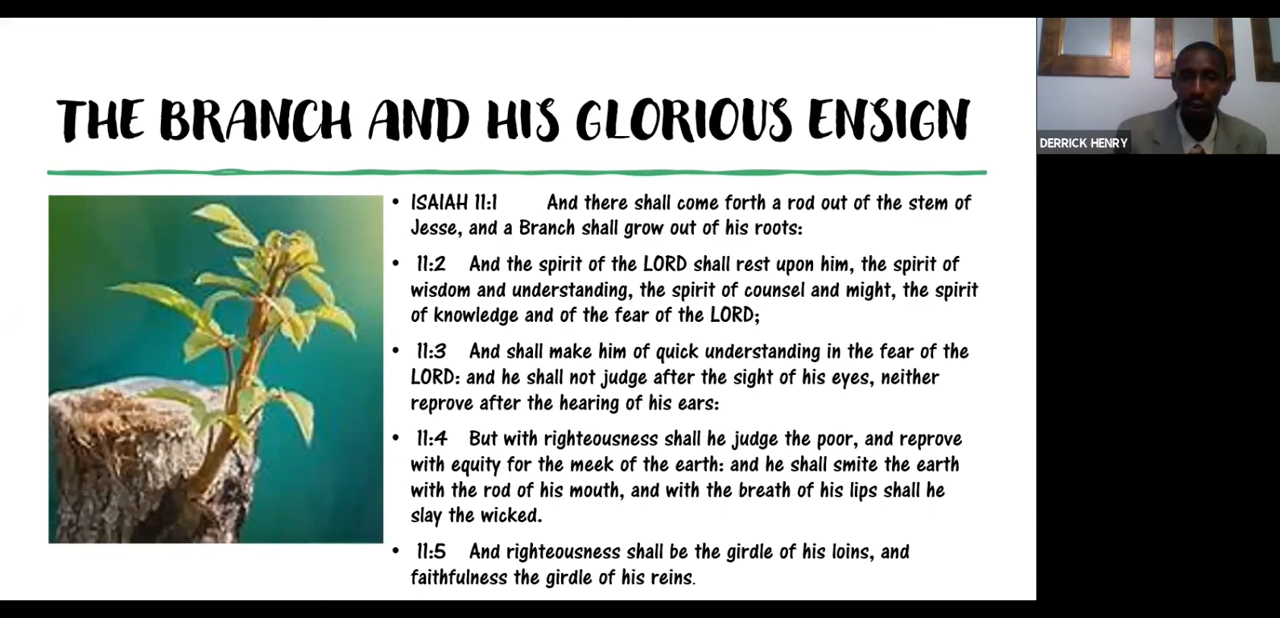 THE BRANCH AND HIS GLORIOUS ENSIGN
• ISAIAH 11:1 And there shall come forth a rod out of the stem of
Jesse, and a Branch shall grow out of his roots:
• 11:2 And the spirit of the LORD shall rest upon him, the spirit of
wisdom and understanding, the spirit of counsel and might, the spirit
of knowledge and of the fear of the LORD;
• 11:3 And shall make him of quick understanding in the fear of the
LORD: and he shall not judge after the sight of his eyes, neither
reprove after the hearing of his ears:
• 11:4 But with righteousness shall he judge the poor, and reprove
with equity for the meek of the earth: and he shall smite the earth
with the rod of his mouth, and with the breath of his lips shall he
slay the wicked.
• 11:5 And righteousness shall be the girdle of his loins, and
faithfulness the girdle of his reins.
DERRICK HENRY